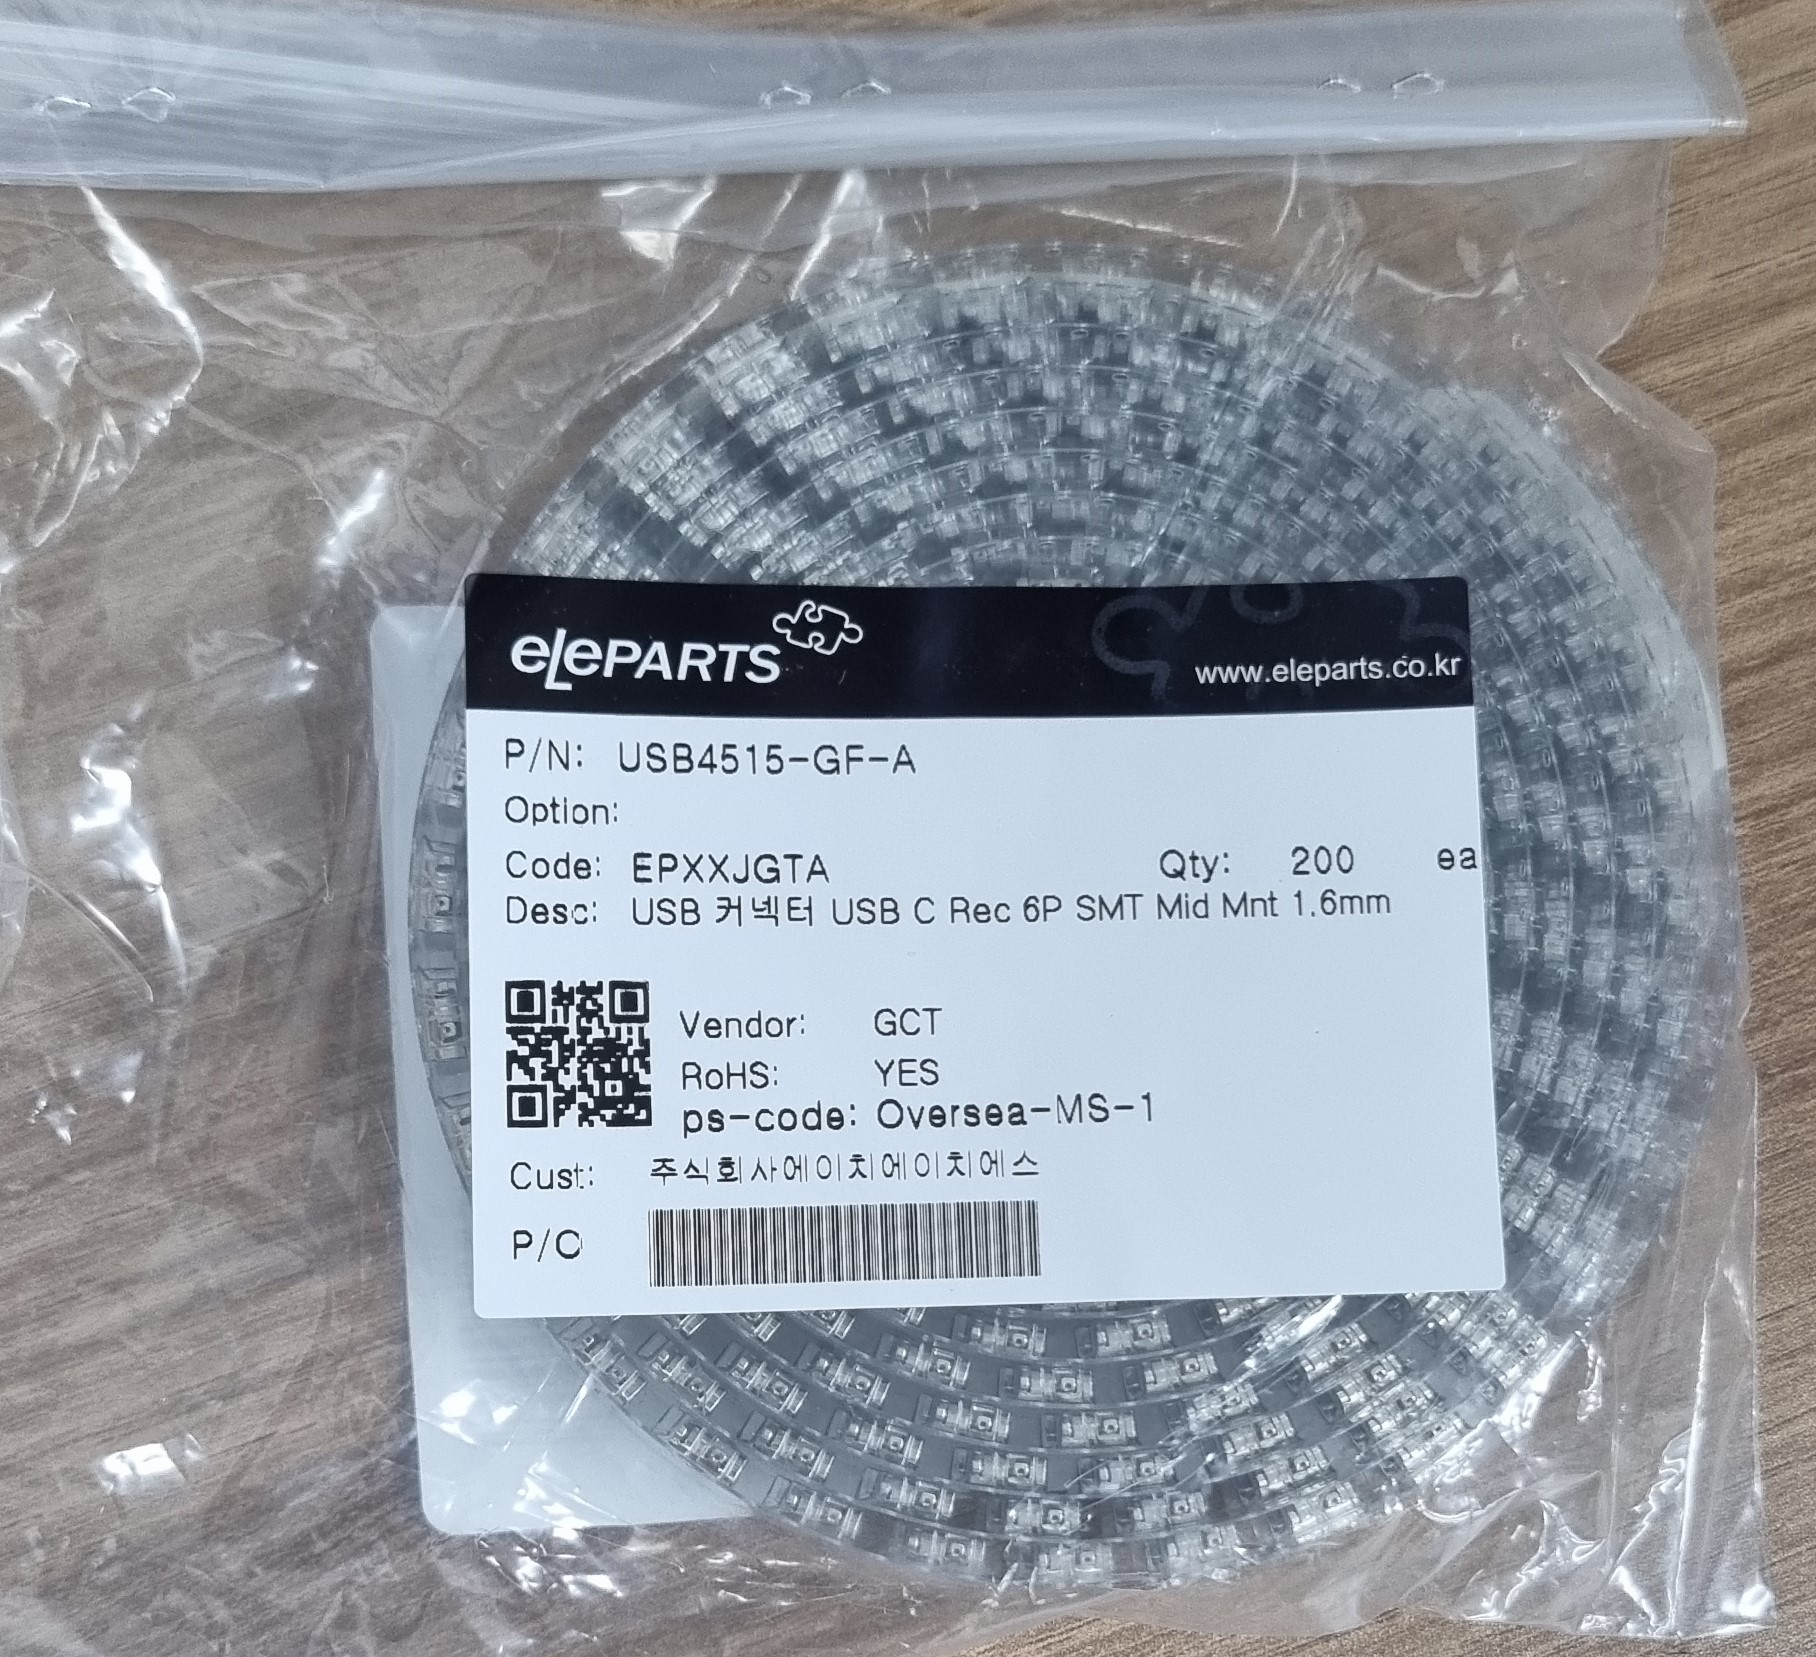 eLePARTS
www.eleparts.co.kr
P/N: USB4515-GF-A
Option:
Code: EPXXJGTA Qty: 200 ea
Desc: USB 커넥터 USB C Rec 6P SMT Mid Mnt 1.6mm
Vendor: GCT
RoHS: YES
ps-code: Oversea-MS-1
Cust: 주식회사에이치에이치에스
P/O